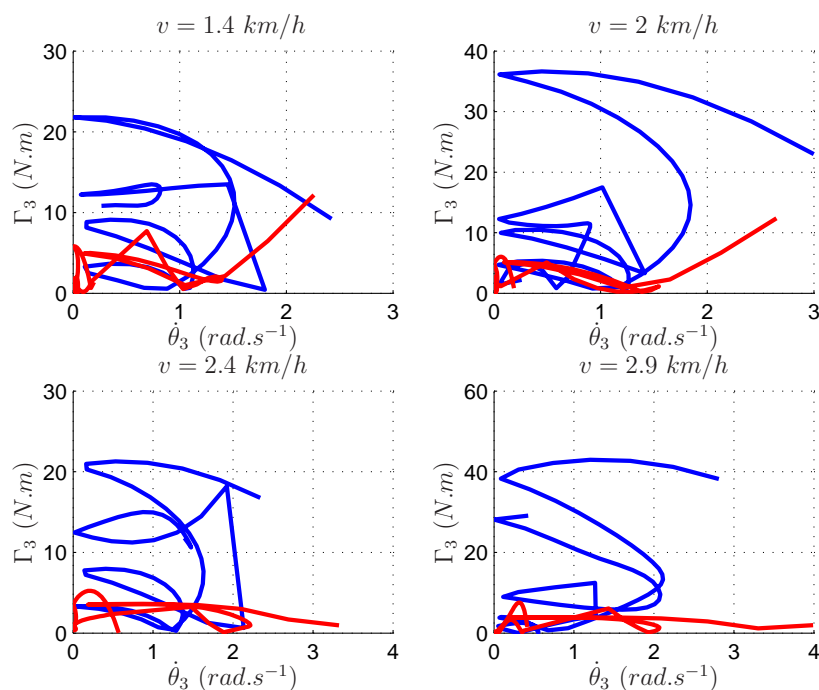 v = 1.4 km/h
v = 2 km/h
30
20
10
0
Γ₃ (N.m)
0 1 2 3
θ̇₃ (rad.s⁻¹)
40
30
20
10
0
Γ₃ (N.m)
0 1 2 3
θ̇₃ (rad.s⁻¹)
v = 2.4 km/h
v = 2.9 km/h
30
20
10
0
Γ₃ (N.m)
0 1 2 3 4
θ̇₃ (rad.s⁻¹)
60
40
20
0
Γ₃ (N.m)
0 1 2 3 4
θ̇₃ (rad.s⁻¹)